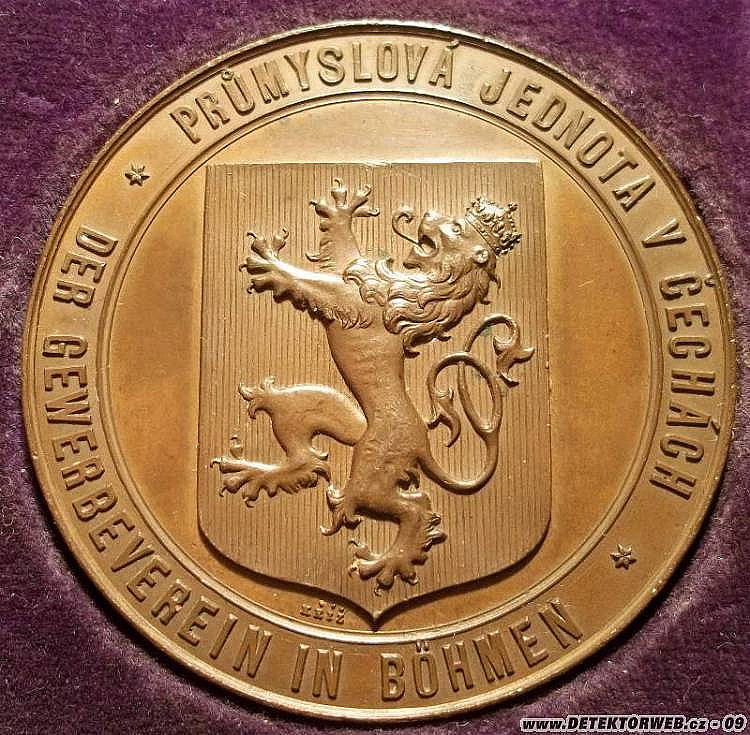 PRŮMYSLOVÁ JEDNOTA V ČECHÁCH
DER GEWERBEVEREIN IN BÖHMEN
www.DETEKTORWEB.cz - 09